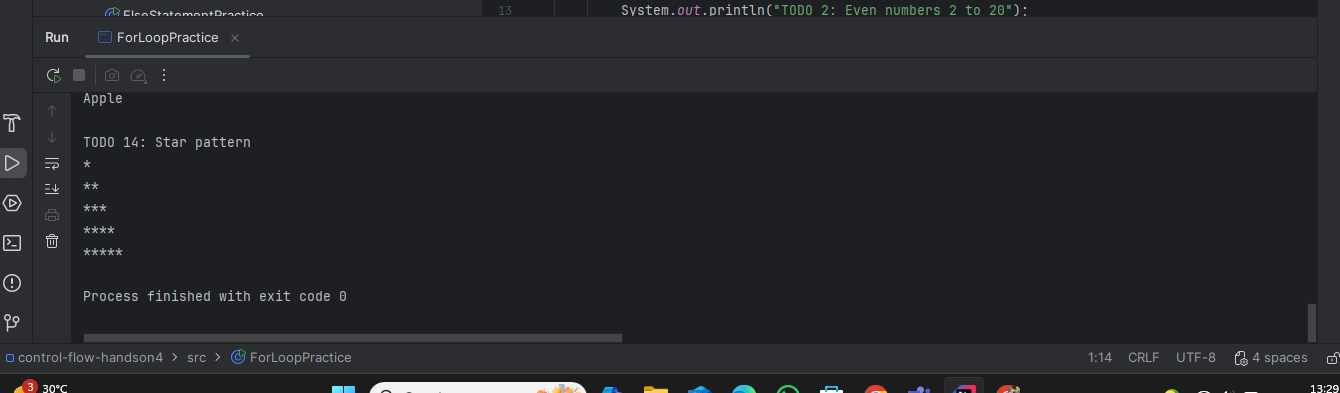 ElseStatementPractice
13 System.out.println("TODO 2: Even numbers 2 to 20");
Run ForLoopPractice
Apple
TODO 14: Star pattern
*
**
***
****
*****
Process finished with exit code 0
control-flow-handson4 > src > ForLoopPractice 1:14 CRLF UTF-8 4 spaces
3 30°C 13:29